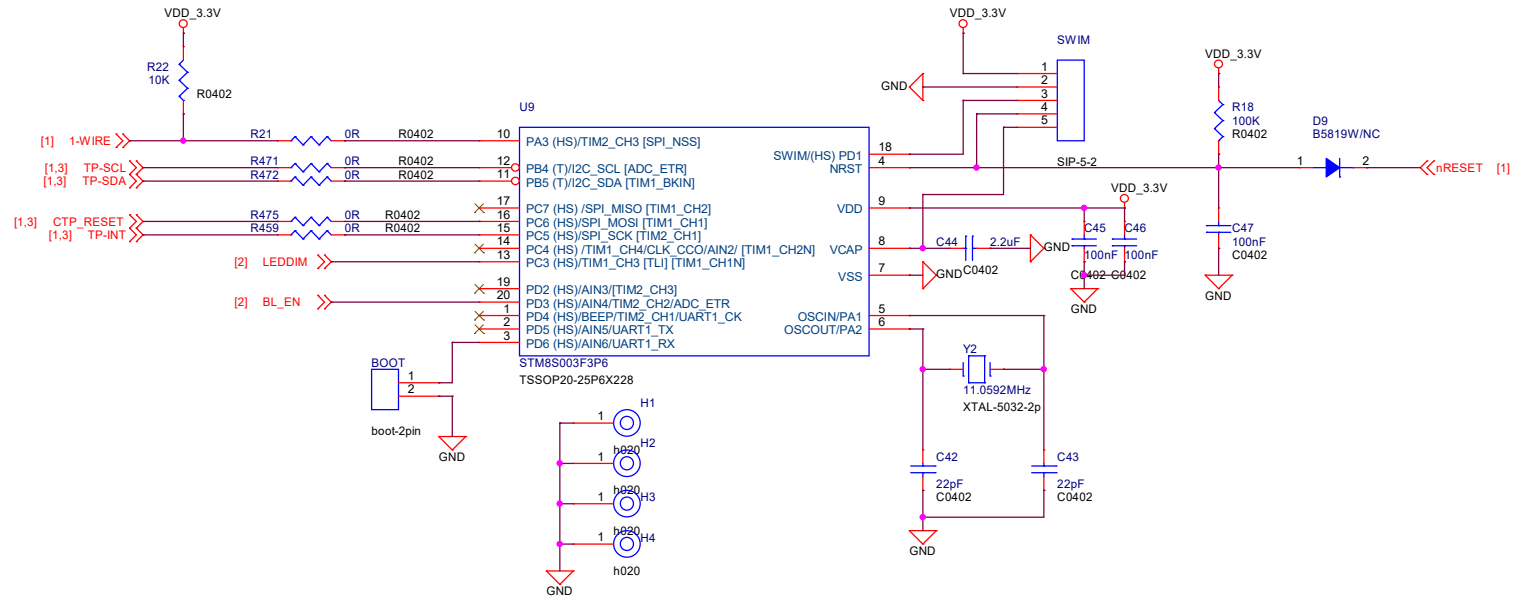 VDD_3.3V
R22
10K
R0402
[1] 1-WIRE
R21 0R R0402
[1,3] TP-SCL
R471 0R R0402
[1,3] TP-SDA
R472 0R R0402
[1,3] CTP_RESET
R475 0R R0402
[1,3] TP-INT
R459 0R R0402
[2] LEDDIM
[2] BL_EN
BOOT
1
2
boot-2pin
GND
U9
10 PA3 (HS)/TIM2_CH3 [SPI_NSS]
12 PB4 (T)/I2C_SCL [ADC_ETR]
11 PB5 (T)/I2C_SDA [TIM1_BKIN]
17 PC7 (HS) /SPI_MISO [TIM1_CH2]
16 PC6 (HS)/SPI_MOSI [TIM1_CH1]
15 PC5 (HS)/SPI_SCK [TIM2_CH1]
14 PC4 (HS) /TIM1_CH4/CLK_CCO/AIN2/ [TIM1_CH2N]
13 PC3 (HS)/TIM1_CH3 [TLI] [TIM1_CH1N]
19 PD2 (HS)/AIN3/[TIM2_CH3]
20 PD3 (HS)/AIN4/TIM2_CH2/ADC_ETR
1 PD4 (HS)/BEEP/TIM2_CH1/UART1_CK
2 PD5 (HS)/AIN5/UART1_TX
3 PD6 (HS)/AIN6/UART1_RX
SWIM/(HS) PD1 18
NRST 4
VDD 9
VCAP 8
VSS 7
OSCIN/PA1 5
OSCOUT/PA2 6
STM8S003F3P6
TSSOP20-25P6X228
H1
1
h020
H2
1
h020
H3
1
h020
H4
1
h020
GND
VDD_3.3V
SWIM
GND
1
2
3
4
5
SIP-5-2
VDD_3.3V
R18
100K
R0402
D9
B5819W/NC
1 2
nRESET [1]
C47
100nF
C0402
GND
VDD_3.3V
C45
100nF
C0402
C46
100nF
C0402
GND
C44 2.2uF
C0402
GND
GND
Y2
11.0592MHz
XTAL-5032-2p
C42
22pF
C0402
C43
22pF
C0402
GND